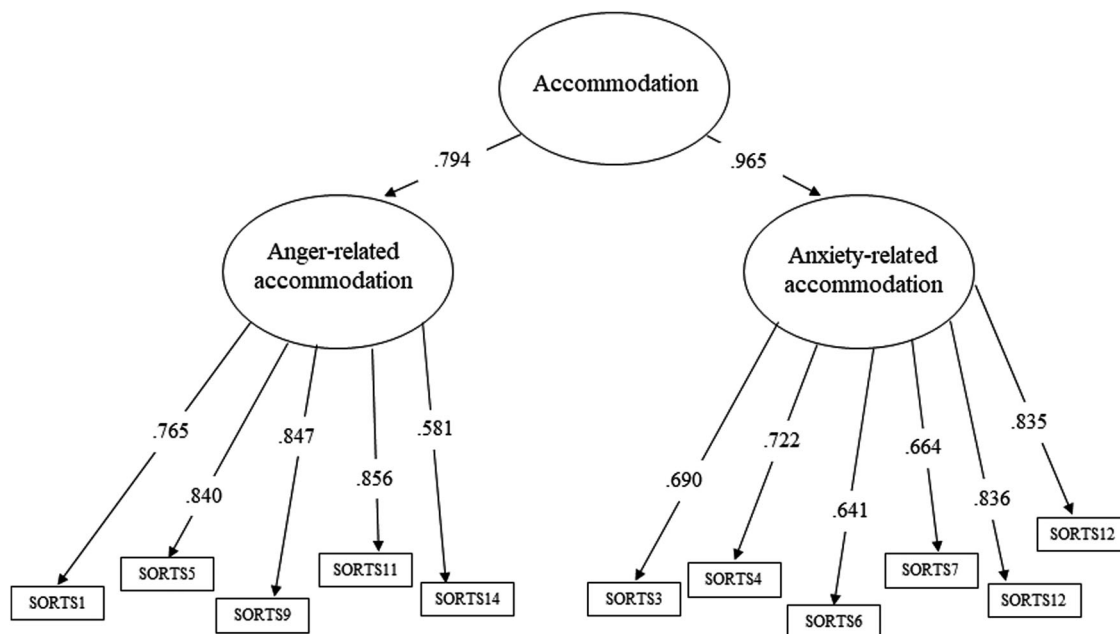 Accommodation
.794
.965
Anger-related
accommodation
Anxiety-related
accommodation
.765
.840
.847
.856
.581
.690
.722
.641
.664
.836
.835
SORTS1
SORTS5
SORTS9
SORTS11
SORTS14
SORTS3
SORTS4
SORTS6
SORTS7
SORTS12
SORTS12